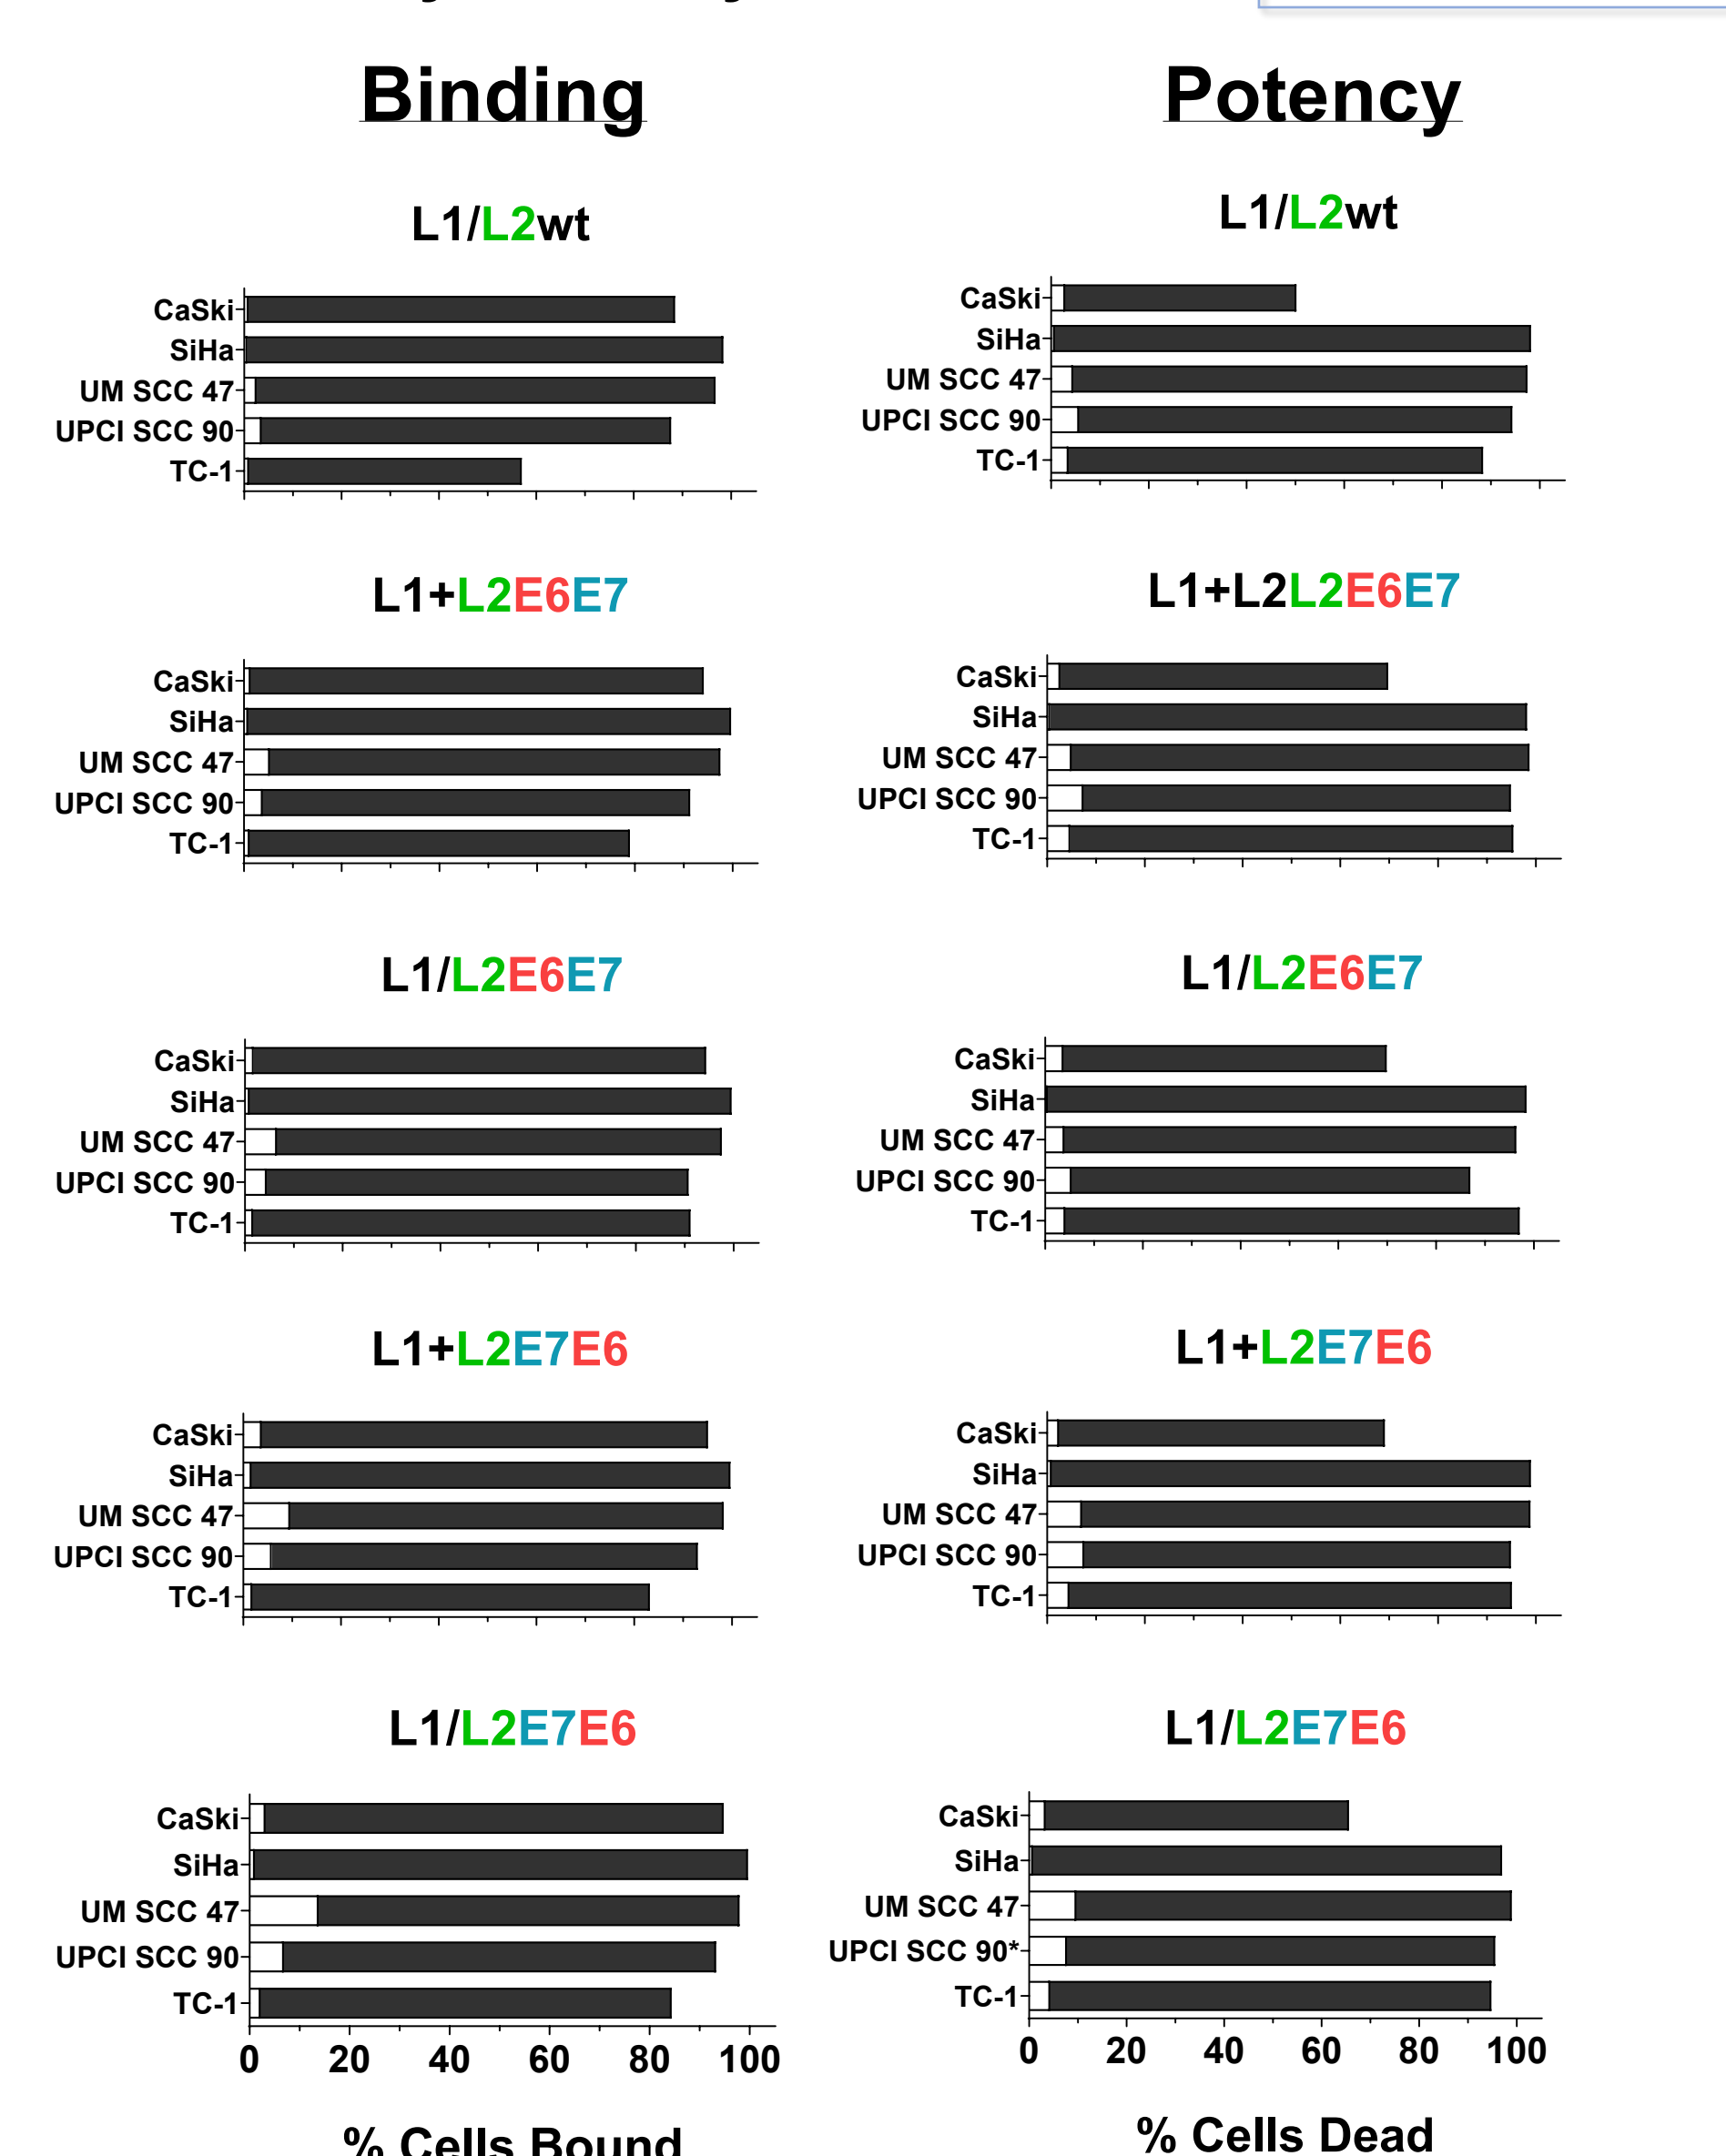 Binding
Potency
L1/L2wt
L1/L2wt
CaSki
SiHa
UM SCC 47
UPCI SCC 90
TC-1
CaSki
SiHa
UM SCC 47
UPCI SCC 90
TC-1
L1+L2E6E7
L1+L2L2E6E7
CaSki
SiHa
UM SCC 47
UPCI SCC 90
TC-1
CaSki
SiHa
UM SCC 47
UPCI SCC 90
TC-1
L1/L2E6E7
L1/L2E6E7
CaSki
SiHa
UM SCC 47
UPCI SCC 90
TC-1
CaSki
SiHa
UM SCC 47
UPCI SCC 90
TC-1
L1+L2E7E6
L1+L2E7E6
CaSki
SiHa
UM SCC 47
UPCI SCC 90
TC-1
CaSki
SiHa
UM SCC 47
UPCI SCC 90
TC-1
L1/L2E7E6
L1/L2E7E6
CaSki
SiHa
UM SCC 47
UPCI SCC 90
TC-1
0 20 40 60 80 100
% Cells Bound
CaSki
SiHa
UM SCC 47
UPCI SCC 90*
TC-1
0 20 40 60 80 100
% Cells Dead